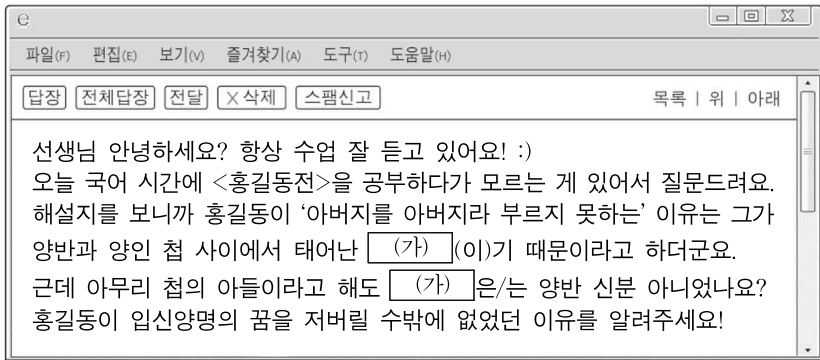 e
파일(F) 편집(E) 보기(V) 즐겨찾기(A) 도구(T) 도움말(H)
답장 전체답장 전달 X삭제 스팸신고 목록 | 위 | 아래
선생님 안녕하세요? 항상 수업 잘 듣고 있어요! :)
오늘 국어 시간에 <홍길동전>을 공부하다가 모르는 게 있어서 질문드려요.
해설지를 보니까 홍길동이 ‘아버지를 아버지라 부르지 못하는’ 이유는 그가
양반과 양인 첩 사이에서 태어난 (가) (이)기 때문이라고 하더군요.
근데 아무리 첩의 아들이라고 해도 (가) 은/는 양반 신분 아니었나요?
홍길동이 입신양명의 꿈을 저버릴 수밖에 없었던 이유를 알려주세요!